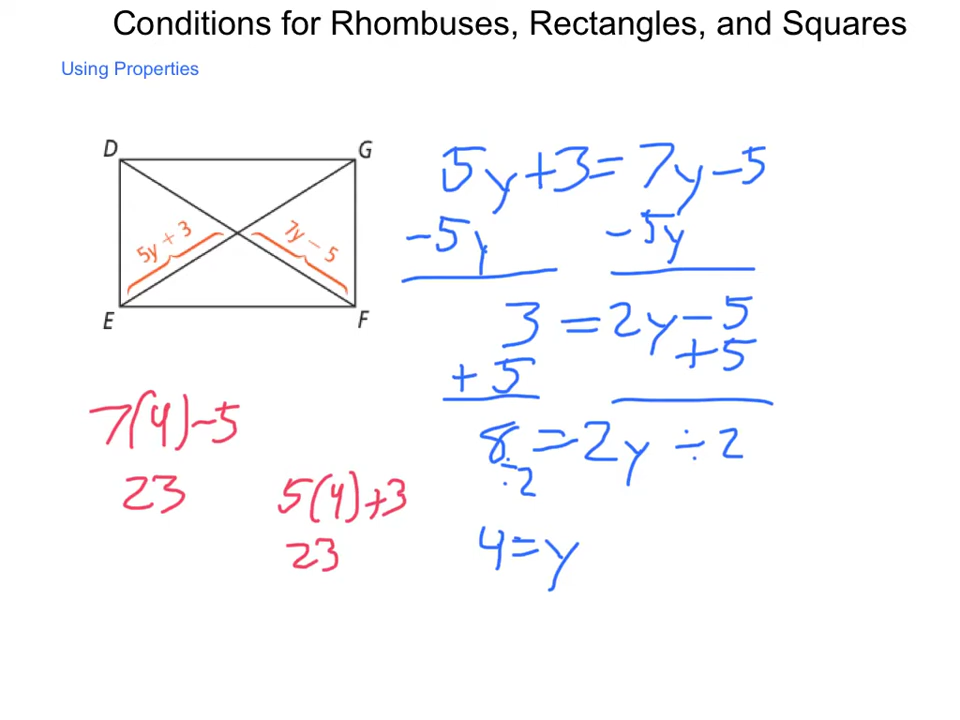 Conditions for Rhombuses, Rectangles, and Squares
Using Properties
D
G
5y + 3
7y − 5
E
F
5y+3=7y−5
−5y −5y
3 = 2y−5
+5 +5
8 = 2y ÷ 2
÷2
4=y
7(4)−5
23
5(4)+3
23